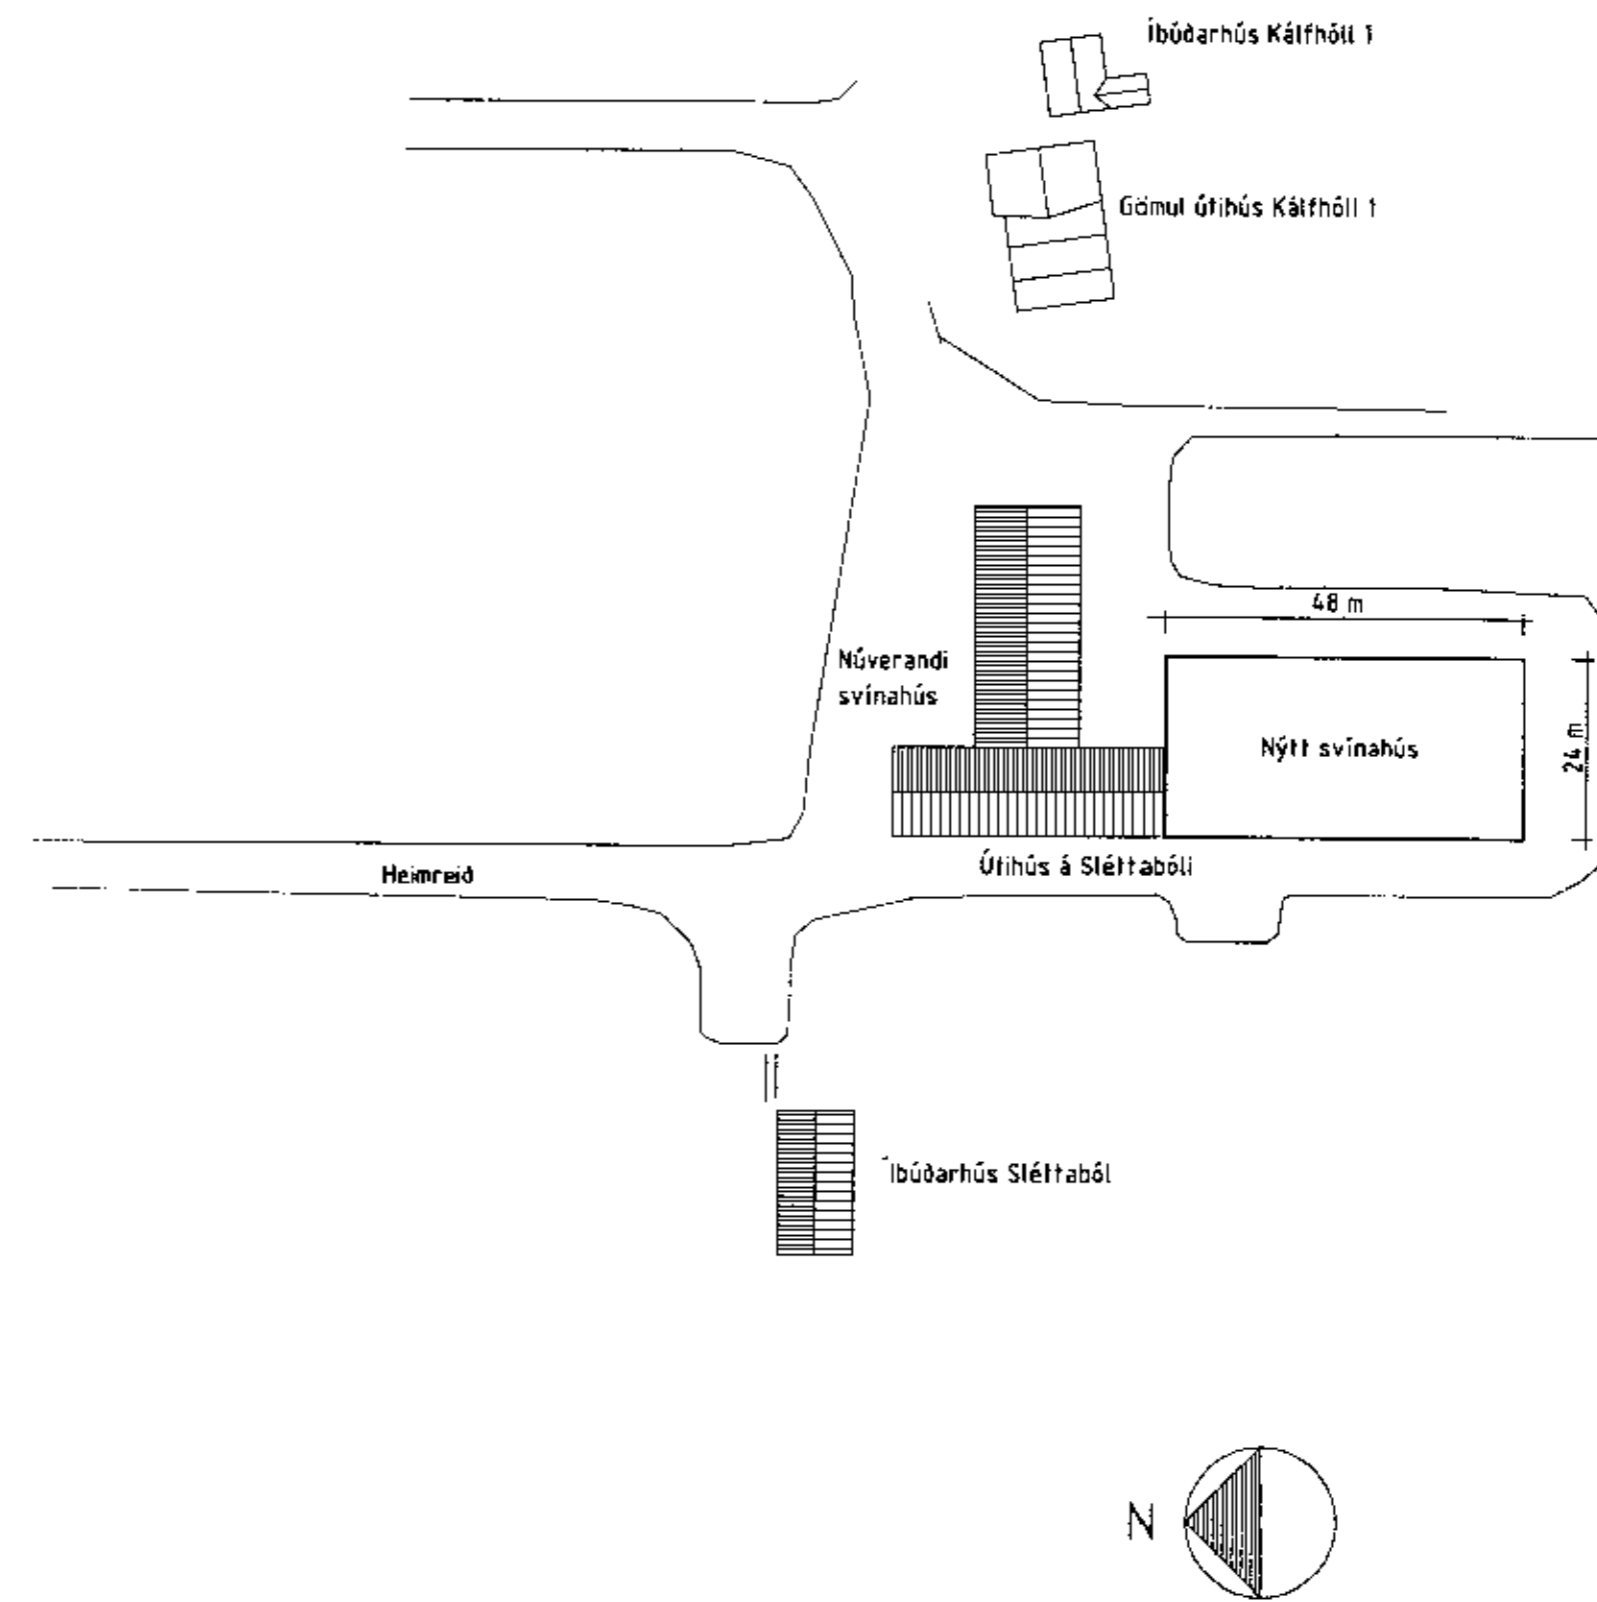 Íbúðarhús Kálfhóll 1
Gömul útihús Kálfhóll 1
48 m
Núverandi
svínahús
Nýtt svínahús
24 m
Útihús á Sléttabóli
Heimreið
Íbúðarhús Sléttaból
N